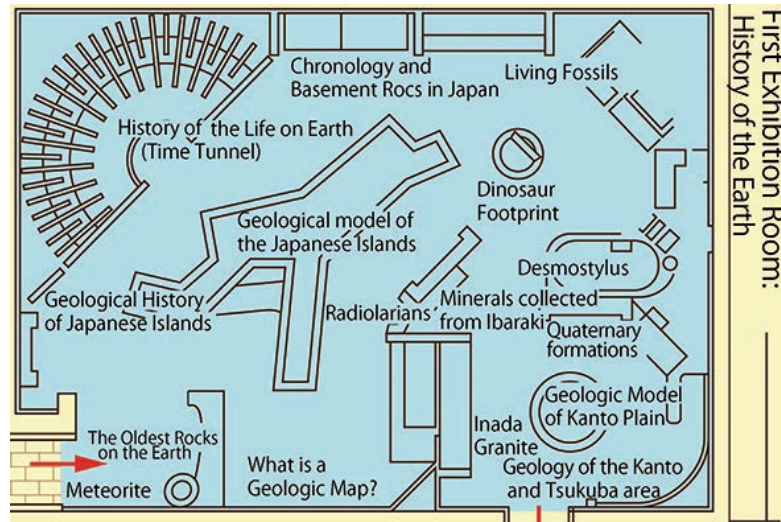 First Exhibition Room:
History of the Earth
Chronology and
Basement Rocs in Japan
Living Fossils
History of the Life on Earth
(Time Tunnel)
Dinosaur
Footprint
Geological model of
the Japanese Islands
Desmostylus
Geological History
of Japanese Islands
Radiolarians
Minerals collected
from Ibaraki
Quaternary
formations
Geologic Model
of Kanto Plain
Inada
Granite
The Oldest Rocks
on the Earth
Meteorite
What is a
Geologic Map?
Geology of the Kanto
and Tsukuba area